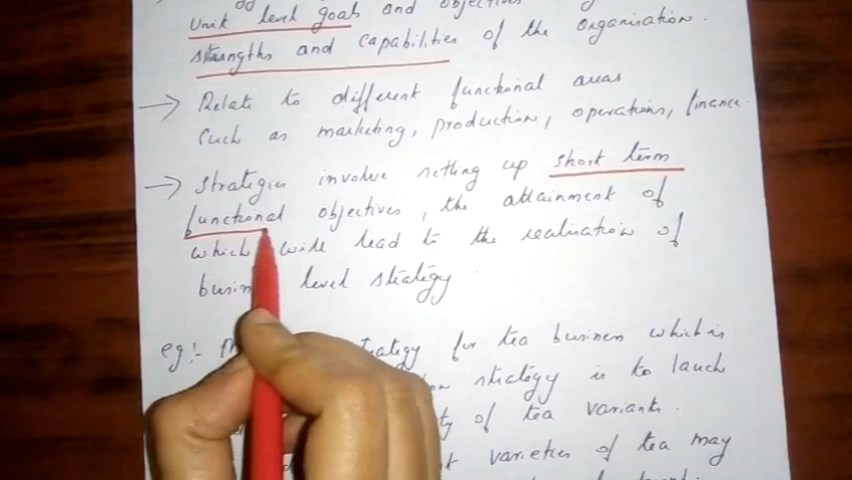 Unit level goals and objectives
strengths and capabilities of the organisation.
→ Relate to different functional areas
such as marketing, production, operations, finance.
→ Strategies involve setting up short term
functional objectives, the attainment of
which will lead to the realisation of
level strategy.
eg:- for tea business which is
strategy is to lauch
of tea variants.
varieties of tea may